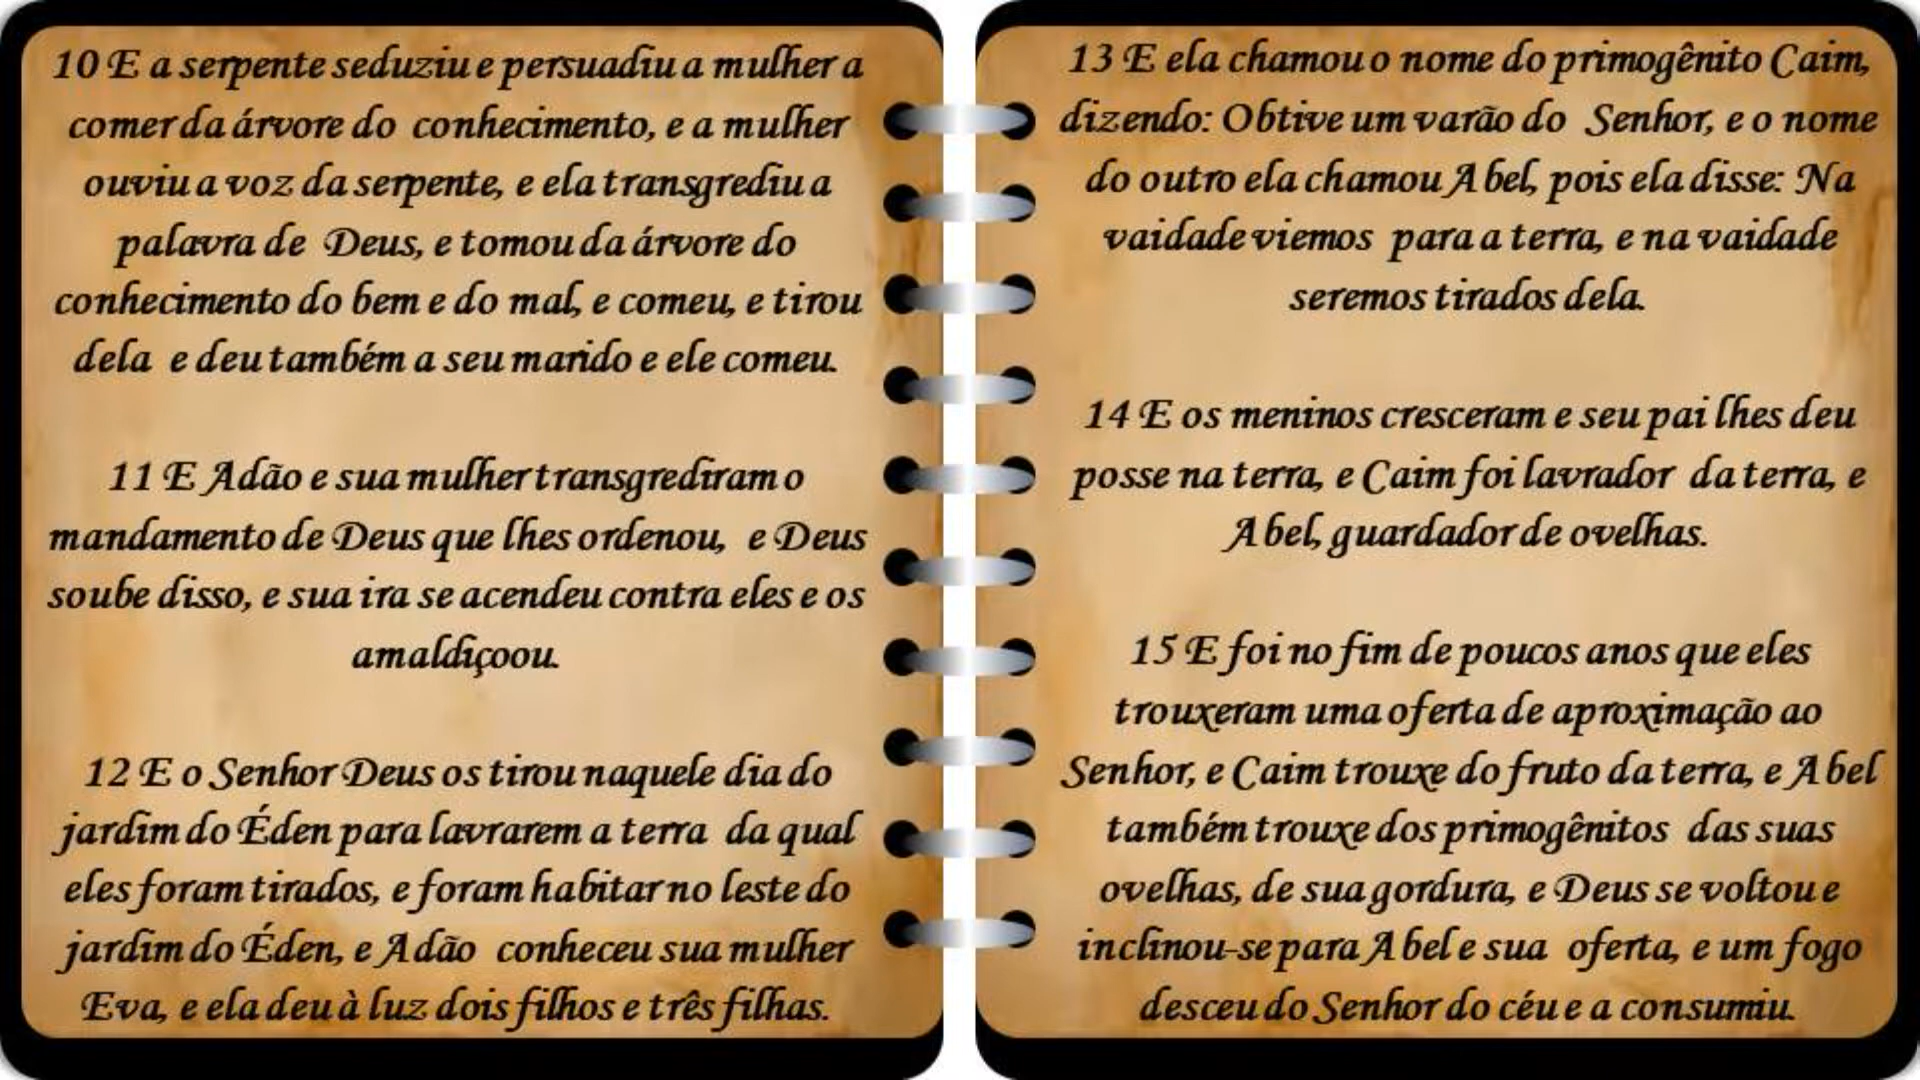 10 E a serpente seduziu e persuadiu a mulher a
comer da árvore do conhecimento, e a mulher
ouviu a voz da serpente, e ela transgrediu a
palavra de Deus, e tomou da árvore do
conhecimento do bem e do mal, e comeu, e tirou
dela e deu também a seu marido e ele comeu.
11 E Adão e sua mulher transgrediram o
mandamento de Deus que lhes ordenou, e Deus
soube disso, e sua ira se acendeu contra eles e os
amaldiçoou.
12 E o Senhor Deus os tirou naquele dia do
jardim do Éden para lavrarem a terra da qual
eles foram tirados, e foram habitar no leste do
jardim do Éden, e Adão conheceu sua mulher
Eva, e ela deu à luz dois filhos e três filhas.
13 E ela chamou o nome do primogênito Caim,
dizendo: Obtive um varão do Senhor, e o nome
do outro ela chamou Abel, pois ela disse: Na
vaidade viemos para a terra, e na vaidade
seremos tirados dela.
14 E os meninos cresceram e seu pai lhes deu
posse na terra, e Caim foi lavrador da terra, e
Abel, guardador de ovelhas.
15 E foi no fim de poucos anos que eles
trouxeram uma oferta de aproximação ao
Senhor, e Caim trouxe do fruto da terra, e Abel
também trouxe dos primogênitos das suas
ovelhas, de sua gordura, e Deus se voltou e
inclinou-se para Abel e sua oferta, e um fogo
desceu do Senhor do céu e a consumiu.